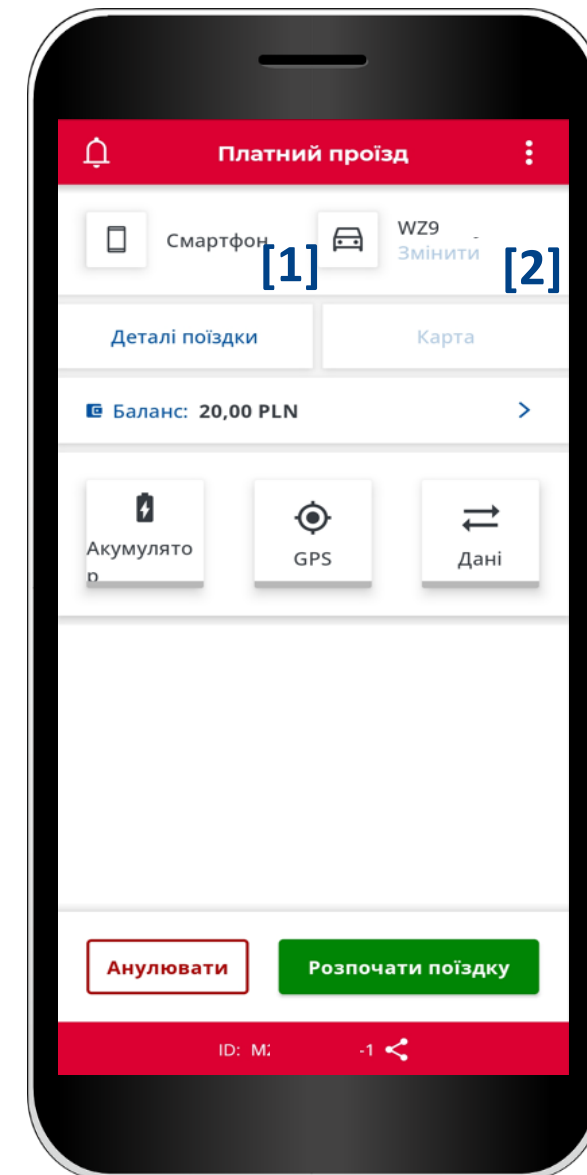 Платний проїзд
Смартфон
[1]
WZ9 -
Змінити
[2]
Деталі поїздки
Карта
Баланс: 20,00 PLN
Акумулято
р
GPS
Дані
Анулювати
Розпочати поїздку
ID: M -1